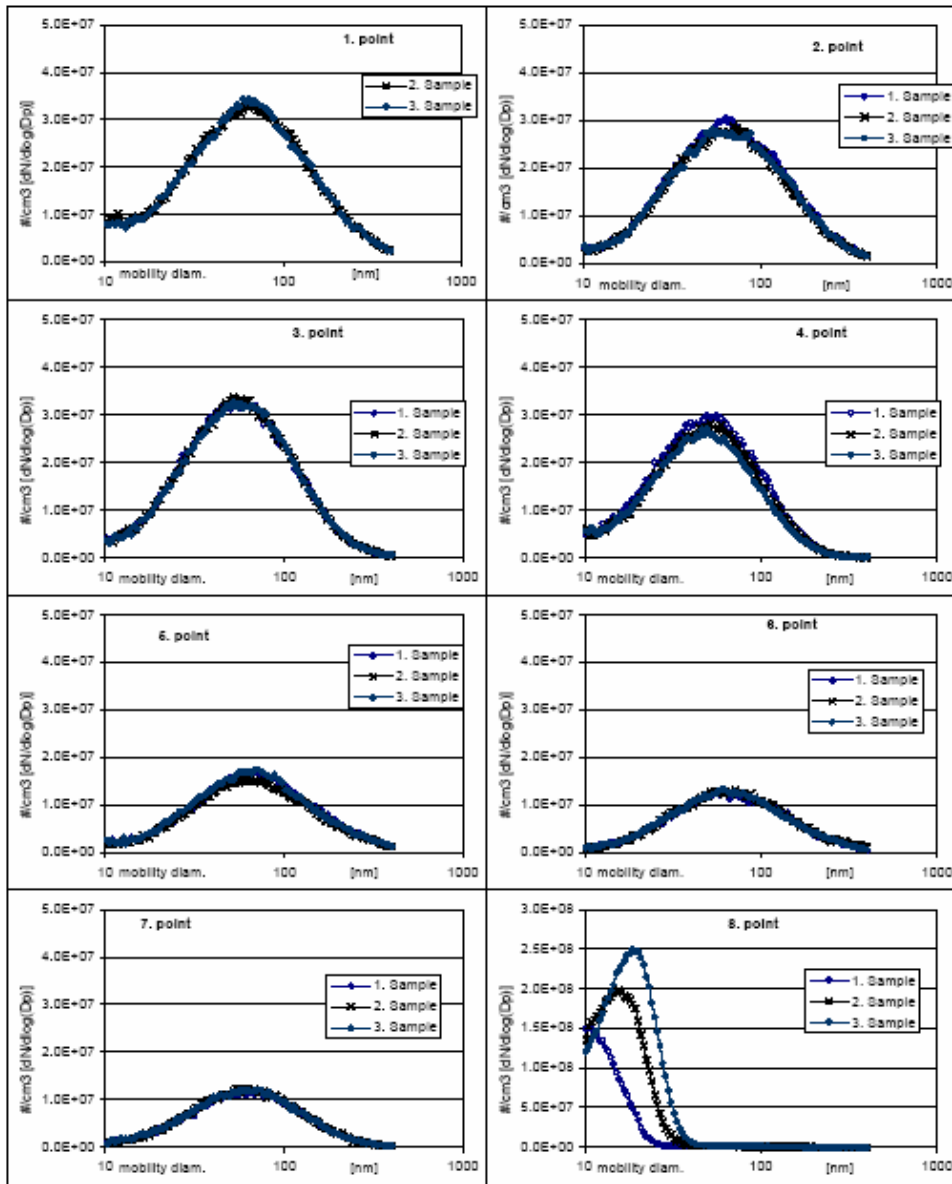 1. point
#/cm3 [dN/dlog(Dp)]
5.0E+07
4.0E+07
3.0E+07
2.0E+07
1.0E+07
0.0E+00
2. Sample
3. Sample
10 mobility diam. 100 [nm] 1000
2. point
#/cm3 [dN/dlog(Dp)]
5.0E+07
4.0E+07
3.0E+07
2.0E+07
1.0E+07
0.0E+00
1. Sample
2. Sample
3. Sample
10 mobility diam. 100 [nm] 1000
3. point
#/cm3 [dN/dlog(Dp)]
5.0E+07
4.0E+07
3.0E+07
2.0E+07
1.0E+07
0.0E+00
1. Sample
2. Sample
3. Sample
10 mobility diam. 100 [nm] 1000
4. point
#/cm3 [dN/dlog(Dp)]
5.0E+07
4.0E+07
3.0E+07
2.0E+07
1.0E+07
0.0E+00
1. Sample
2. Sample
3. Sample
10 mobility diam. 100 [nm] 1000
5. point
#/cm3 [dN/dlog(Dp)]
5.0E+07
4.0E+07
3.0E+07
2.0E+07
1.0E+07
0.0E+00
1. Sample
2. Sample
3. Sample
10 mobility diam. 100 [nm] 1000
6. point
#/cm3 [dN/dlog(Dp)]
5.0E+07
4.0E+07
3.0E+07
2.0E+07
1.0E+07
0.0E+00
1. Sample
2. Sample
3. Sample
10 mobility diam. 100 [nm] 1000
7. point
#/cm3 [dN/dlog(Dp)]
5.0E+07
4.0E+07
3.0E+07
2.0E+07
1.0E+07
0.0E+00
1. Sample
2. Sample
3. Sample
10 mobility diam. 100 [nm] 1000
8. point
#/cm3 [dN/dlog(Dp)]
3.0E+08
2.5E+08
2.0E+08
1.5E+08
1.0E+08
5.0E+07
0.0E+00
1. Sample
2. Sample
3. Sample
10 mobility diam. 100 [nm] 1000